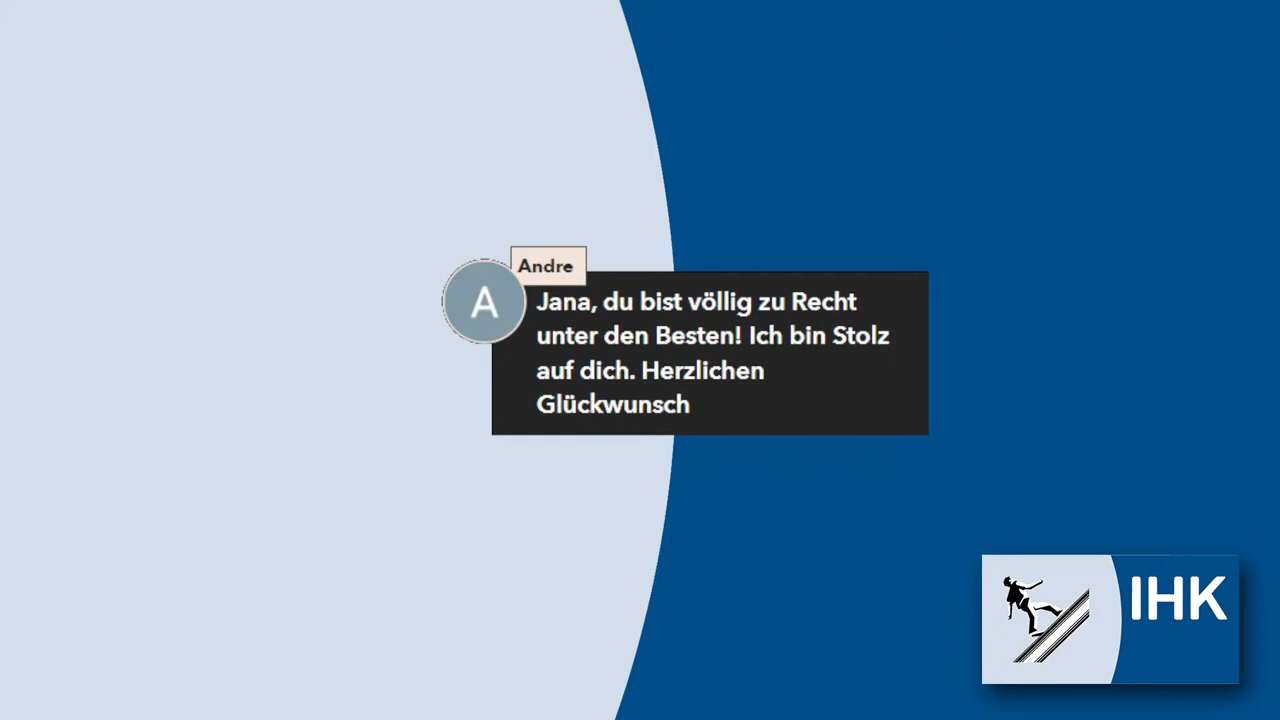 Andre
A
Jana, du bist völlig zu Recht
unter den Besten! Ich bin Stolz
auf dich. Herzlichen
Glückwunsch
IHK